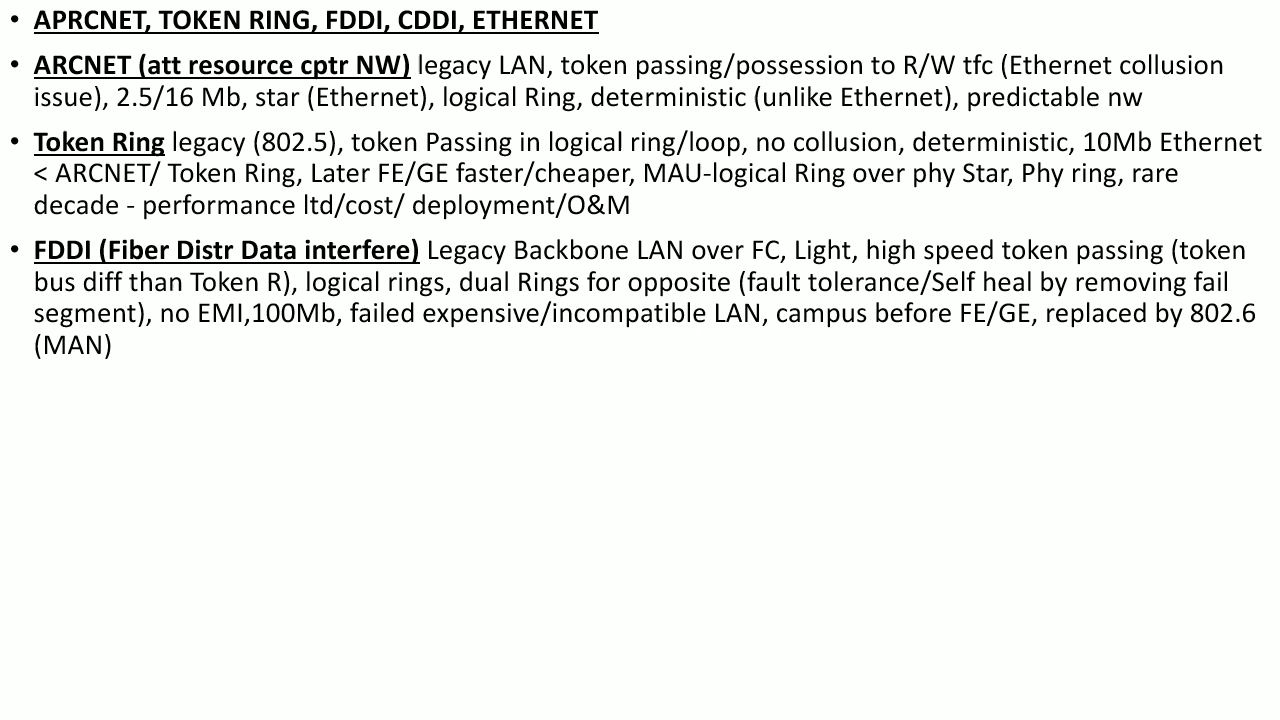 • APRCNET, TOKEN RING, FDDI, CDDI, ETHERNET
• ARCNET (att resource cptr NW) legacy LAN, token passing/possession to R/W tfc (Ethernet collusion
issue), 2.5/16 Mb, star (Ethernet), logical Ring, deterministic (unlike Ethernet), predictable nw
• Token Ring legacy (802.5), token Passing in logical ring/loop, no collusion, deterministic, 10Mb Ethernet
< ARCNET/ Token Ring, Later FE/GE faster/cheaper, MAU-logical Ring over phy Star, Phy ring, rare
decade - performance ltd/cost/ deployment/O&M
• FDDI (Fiber Distr Data interfere) Legacy Backbone LAN over FC, Light, high speed token passing (token
bus diff than Token R), logical rings, dual Rings for opposite (fault tolerance/Self heal by removing fail
segment), no EMI,100Mb, failed expensive/incompatible LAN, campus before FE/GE, replaced by 802.6
(MAN)